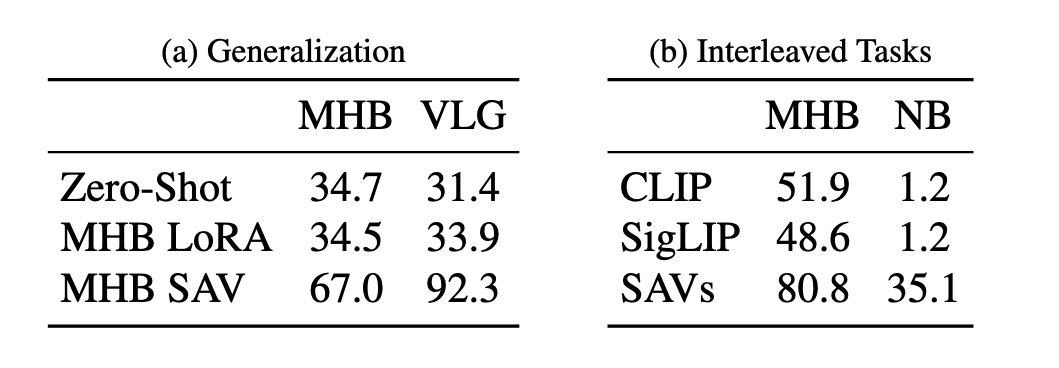 (a) Generalization
MHB VLG
Zero-Shot 34.7 31.4
MHB LoRA 34.5 33.9
MHB SAV 67.0 92.3
(b) Interleaved Tasks
MHB NB
CLIP 51.9 1.2
SigLIP 48.6 1.2
SAVs 80.8 35.1